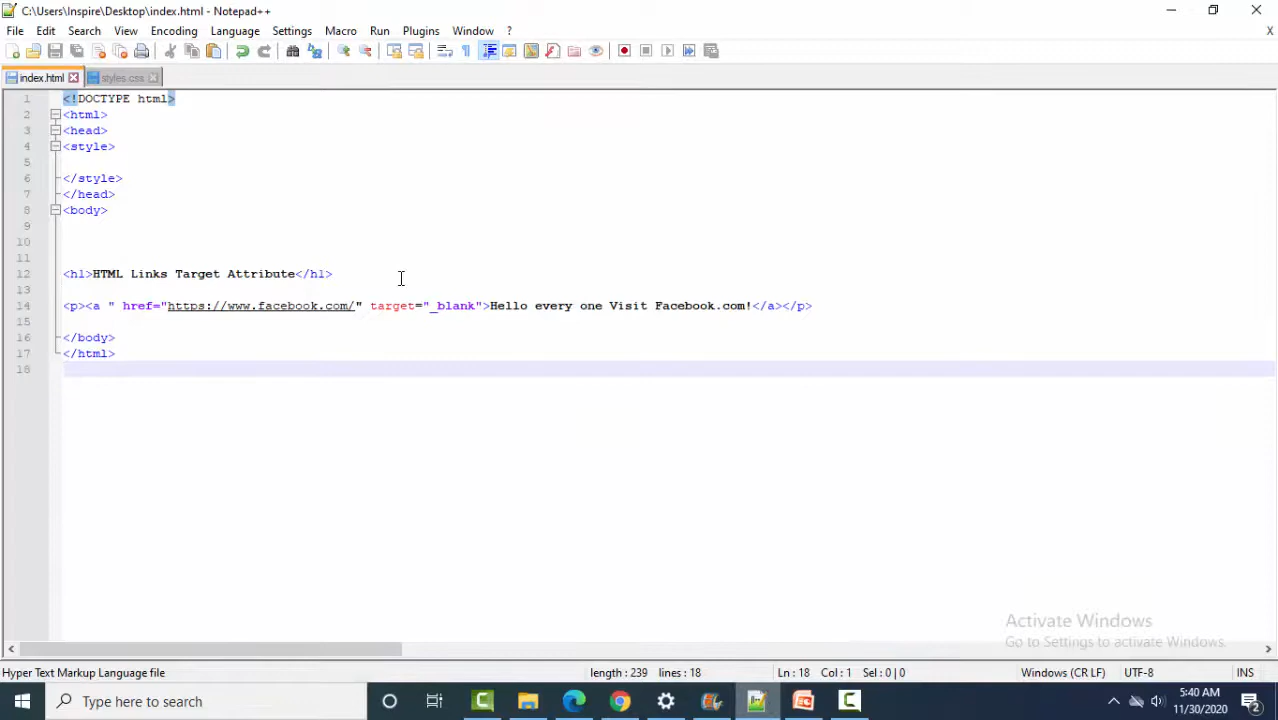 C:\Users\Inspire\Desktop\index.html - Notepad++
File Edit Search View Encoding Language Settings Macro Run Plugins Window ? X
index.html styles.css
1 <!DOCTYPE html>
2 <html>
3 <head>
4 <style>
5
6 </style>
7 </head>
8 <body>
9
10
11
12 <h1>HTML Links Target Attribute</h1>
13
14 <p><a " href="https://www.facebook.com/" target="_blank">Hello every one Visit Facebook.com!</a></p>
15
16 </body>
17 </html>
18
Activate Windows
Go to Settings to activate Windows.
Hyper Text Markup Language file length : 239 lines : 18 Ln : 18 Col : 1 Sel : 0 | 0 Windows (CR LF) UTF-8 INS
Type here to search
5:40 AM
11/30/2020
2